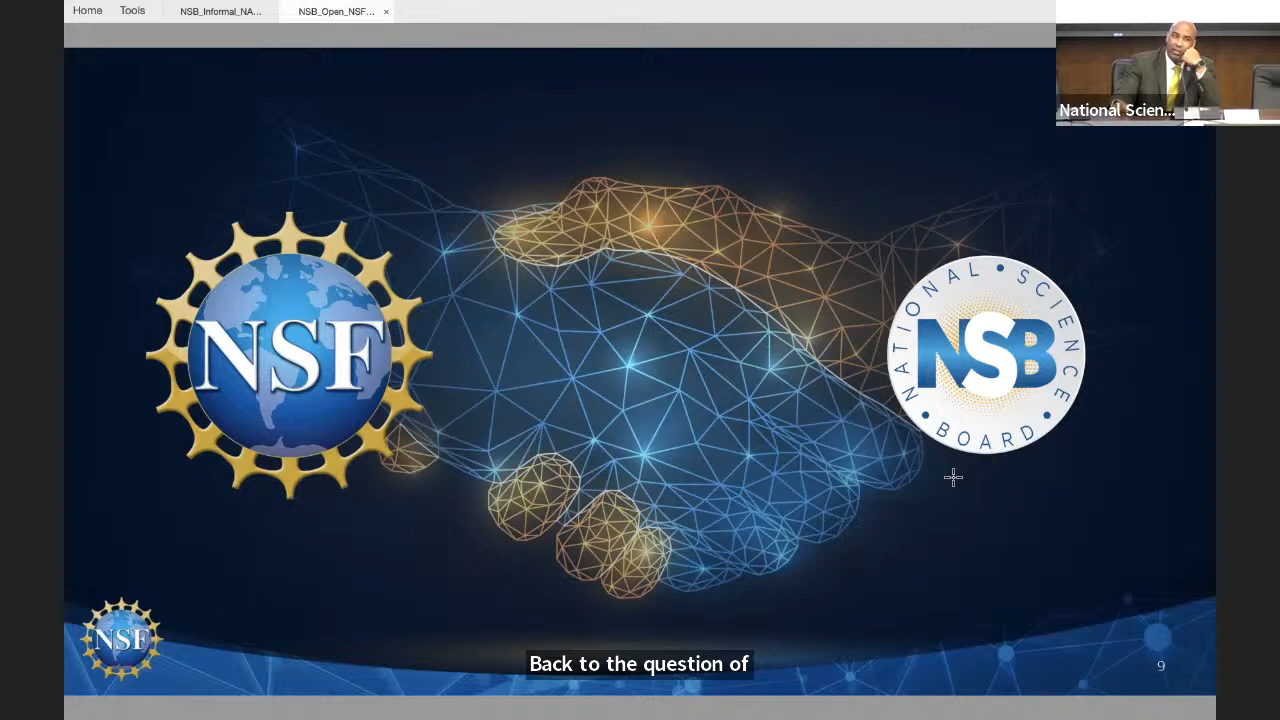 Home Tools NSB_Informal_NA... NSB_Open_NSF... ×
National Scien...
NSF
NATIONAL • SCIENCE • BOARD •
NSB
NSF
Back to the question of
9